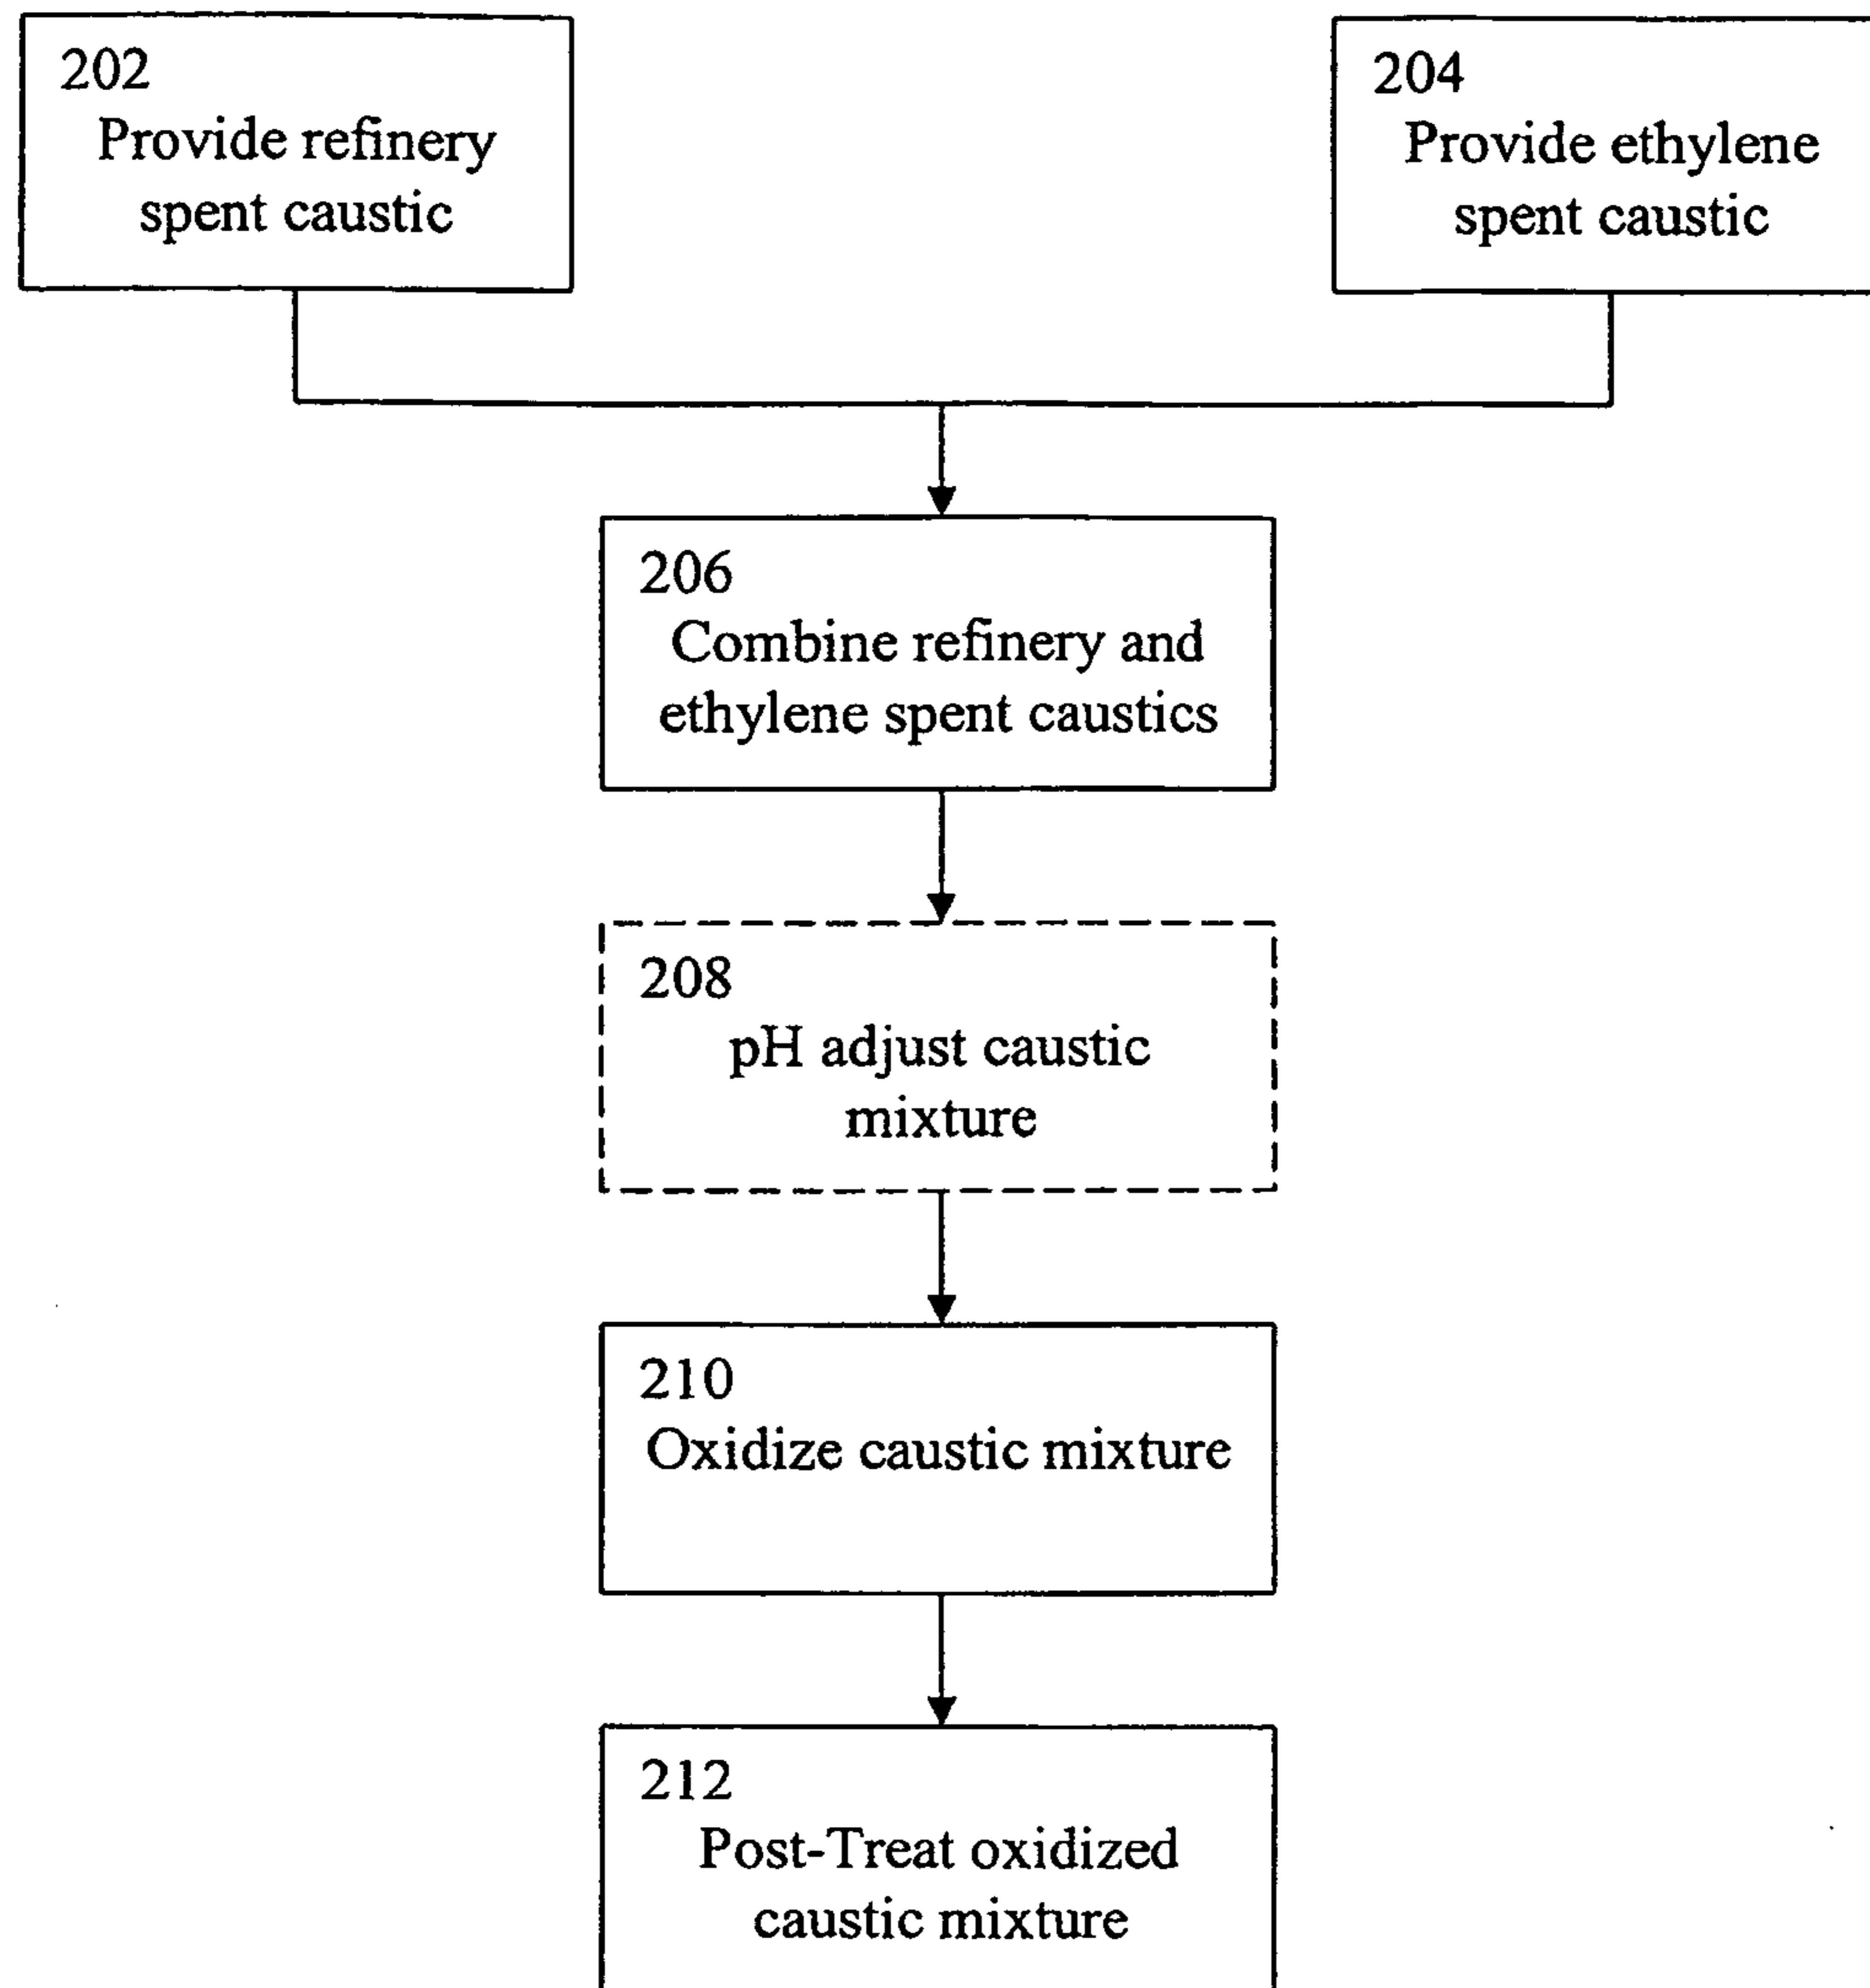 202
Provide refinery
spent caustic
204
Provide ethylene
spent caustic
206
Combine refinery and
ethylene spent caustics
208
pH adjust caustic
mixture
210
Oxidize caustic mixture
212
Post-Treat oxidized
caustic mixture